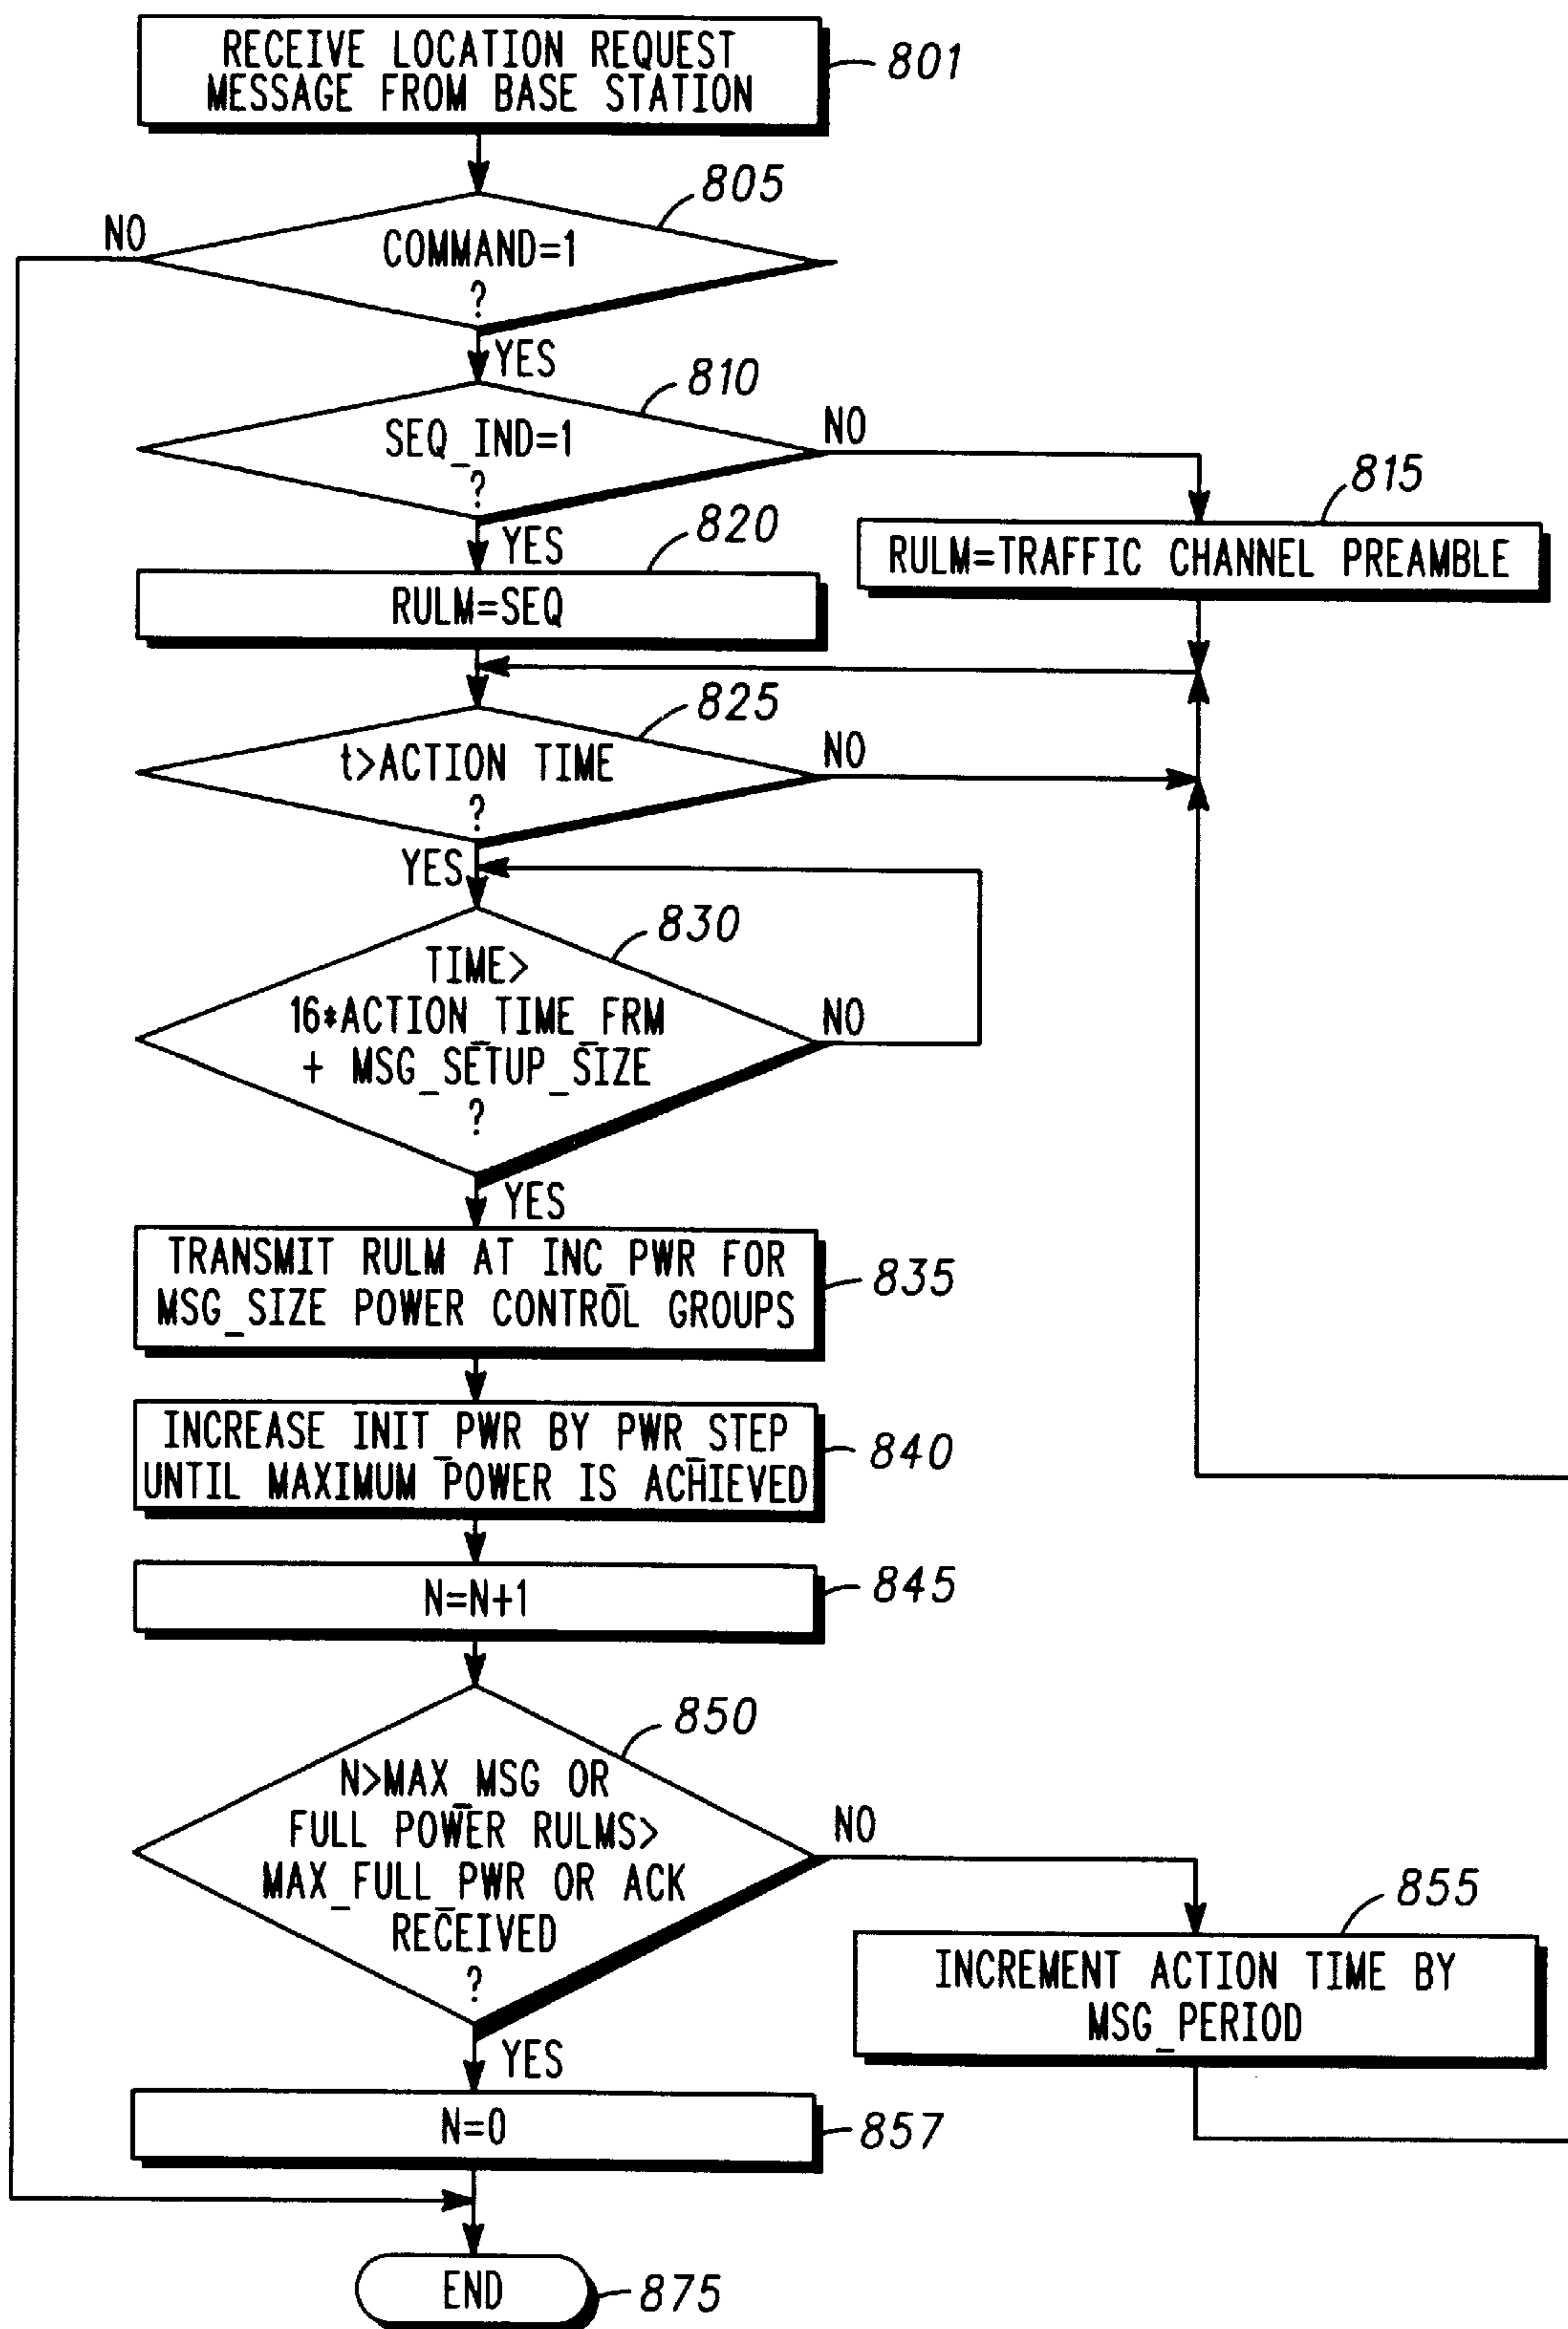 RECEIVE LOCATION REQUEST
MESSAGE FROM BASE STATION
801
805
NO
COMMAND=1
?
YES
810
SEQ_IND=1
?
NO
YES
820
815
RULM=SEQ
RULM=TRAFFIC CHANNEL PREAMBLE
825
t>ACTION TIME
?
NO
YES
830
TIME>
16*ACTION_TIME_FRM
+ MSG_SETUP_SIZE
?
NO
YES
TRANSMIT RULM AT INC_PWR FOR
MSG_SIZE POWER CONTROL GROUPS
835
INCREASE INIT_PWR BY PWR_STEP
UNTIL MAXIMUM POWER IS ACHIEVED
840
N=N+1
845
850
N>MAX_MSG OR
FULL POWER RULMS>
MAX_FULL_PWR OR ACK
RECEIVED
?
NO
YES
855
INCREMENT ACTION TIME BY
MSG_PERIOD
N=0
857
END
875